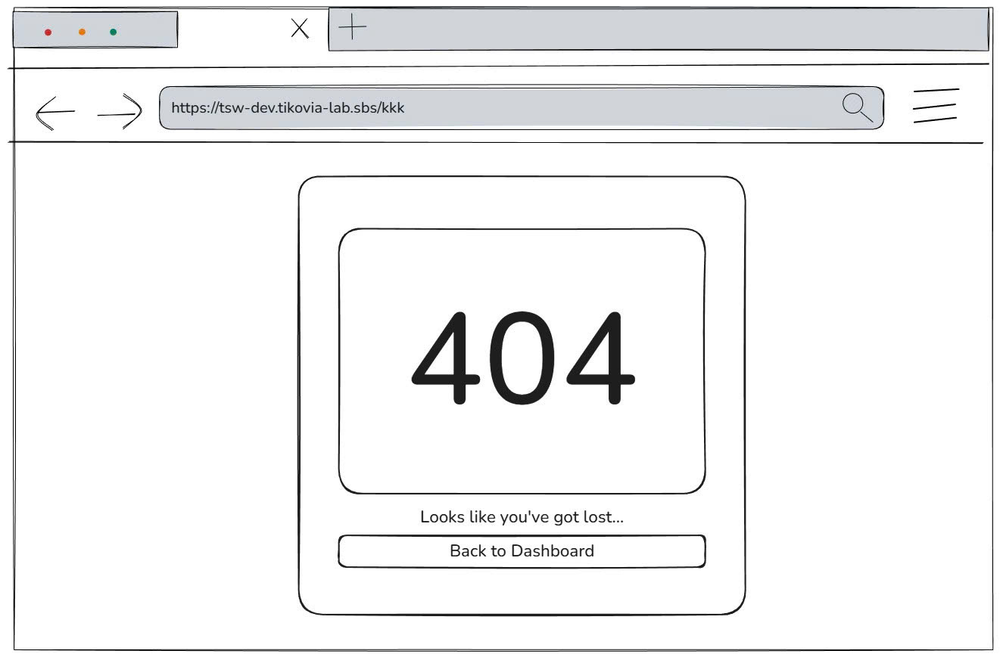 https://tsw-dev.tikovia-lab.sbs/kkk
404
Looks like you've got lost...
Back to Dashboard